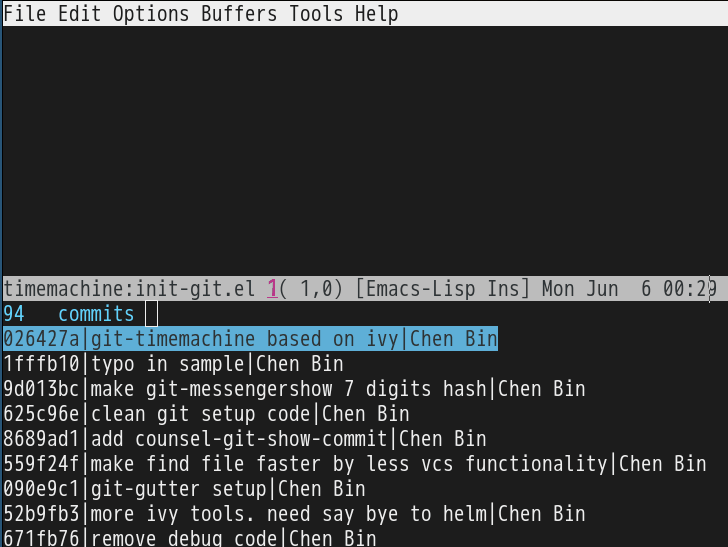 File Edit Options Buffers Tools Help
timemachine:init-git.el 1( 1,0) [Emacs-Lisp Ins] Mon Jun  6 00:29
94   commits
026427a|git-timemachine based on ivy|Chen Bin
1fffb10|typo in sample|Chen Bin
9d013bc|make git-messengershow 7 digits hash|Chen Bin
625c96e|clean git setup code|Chen Bin
8689ad1|add counsel-git-show-commit|Chen Bin
559f24f|make find file faster by less vcs functionality|Chen Bin
090e9c1|git-gutter setup|Chen Bin
52b9fb3|more ivy tools. need say bye to helm|Chen Bin
671fb76|remove debug code|Chen Bin